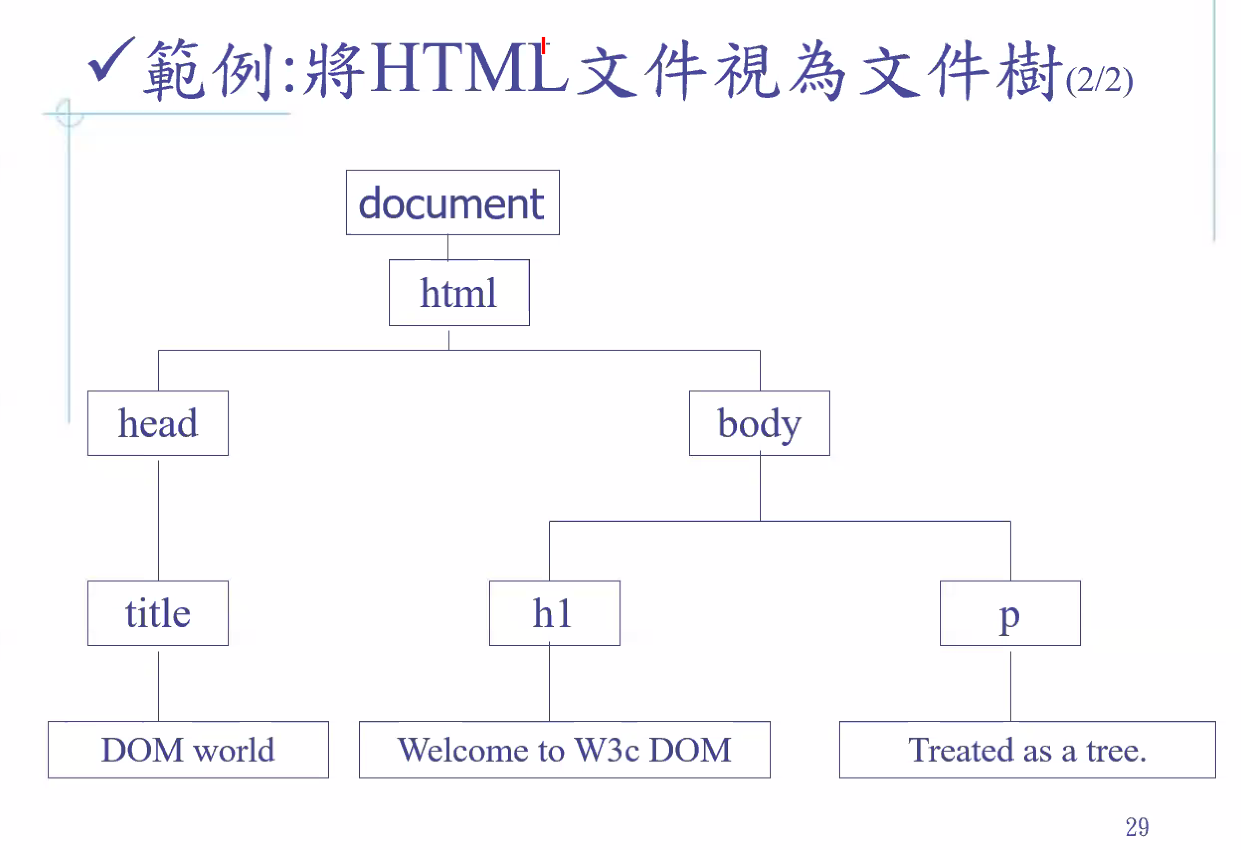 ✓範例:將HTML文件視為文件樹(2/2)
document
html
head body
title h1 p
DOM world Welcome to W3c DOM Treated as a tree.
29